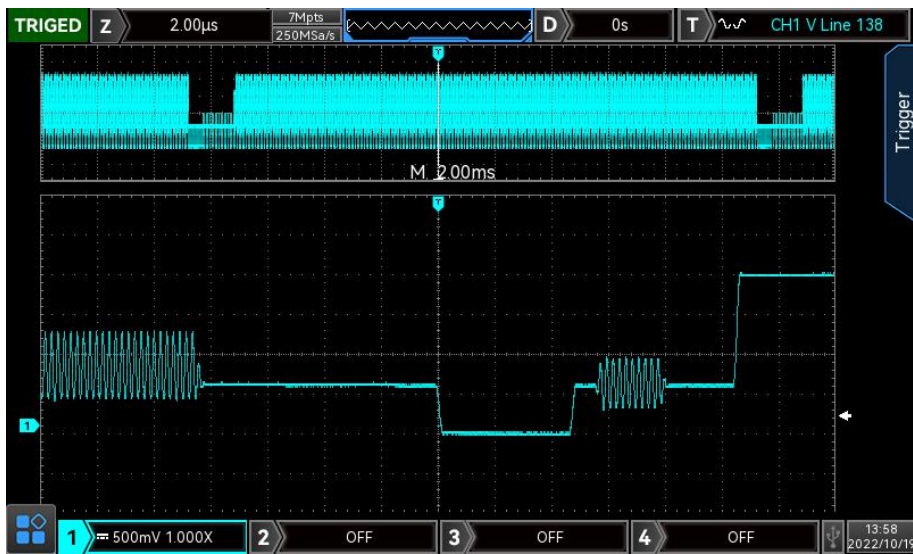 TRIGED Z 2.00μs 7Mpts D 0s T CH1 V Line 138
250MSa/s
T
M 2.00ms
Trigger
T
1
1 500mV 1.000X 2 OFF 3 OFF 4 OFF 13:58
2022/10/19